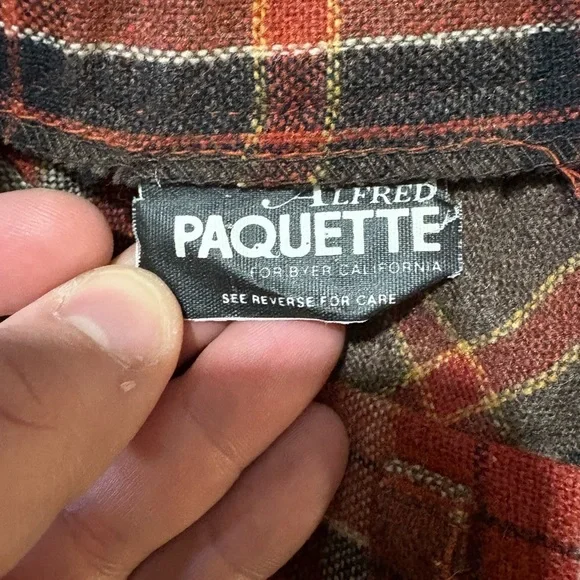 ALFRED
PAQUETTE
FOR BYER CALIFORNIA
SEE REVERSE FOR CARE